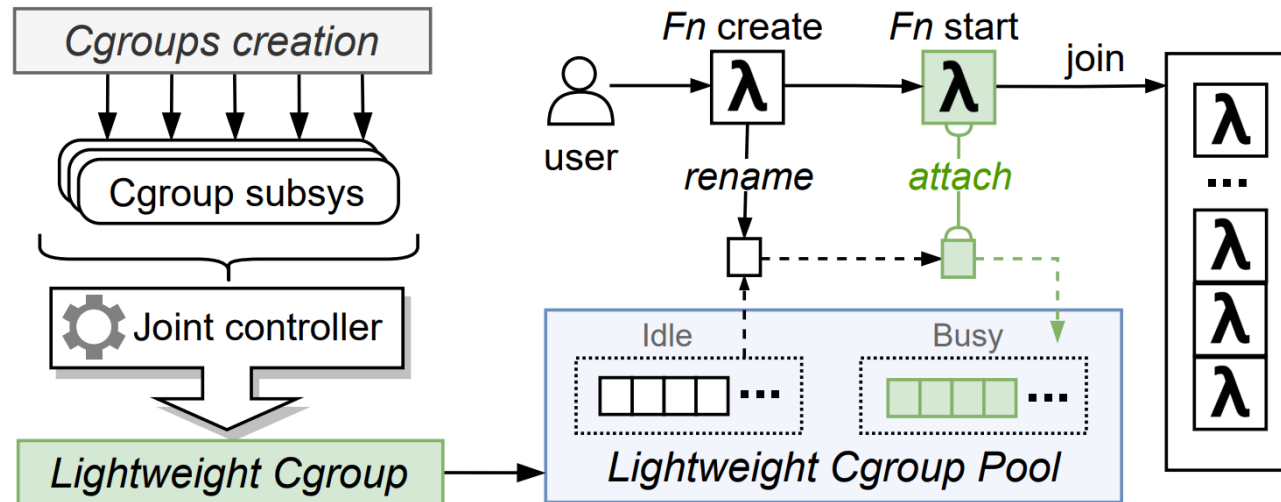 Cgroups creation
Cgroup subsys
Joint controller
Lightweight Cgroup
user
Fn create
λ
Fn start
λ
join
rename
attach
Idle
...
Busy
...
Lightweight Cgroup Pool
λ
...
λ
λ
λ